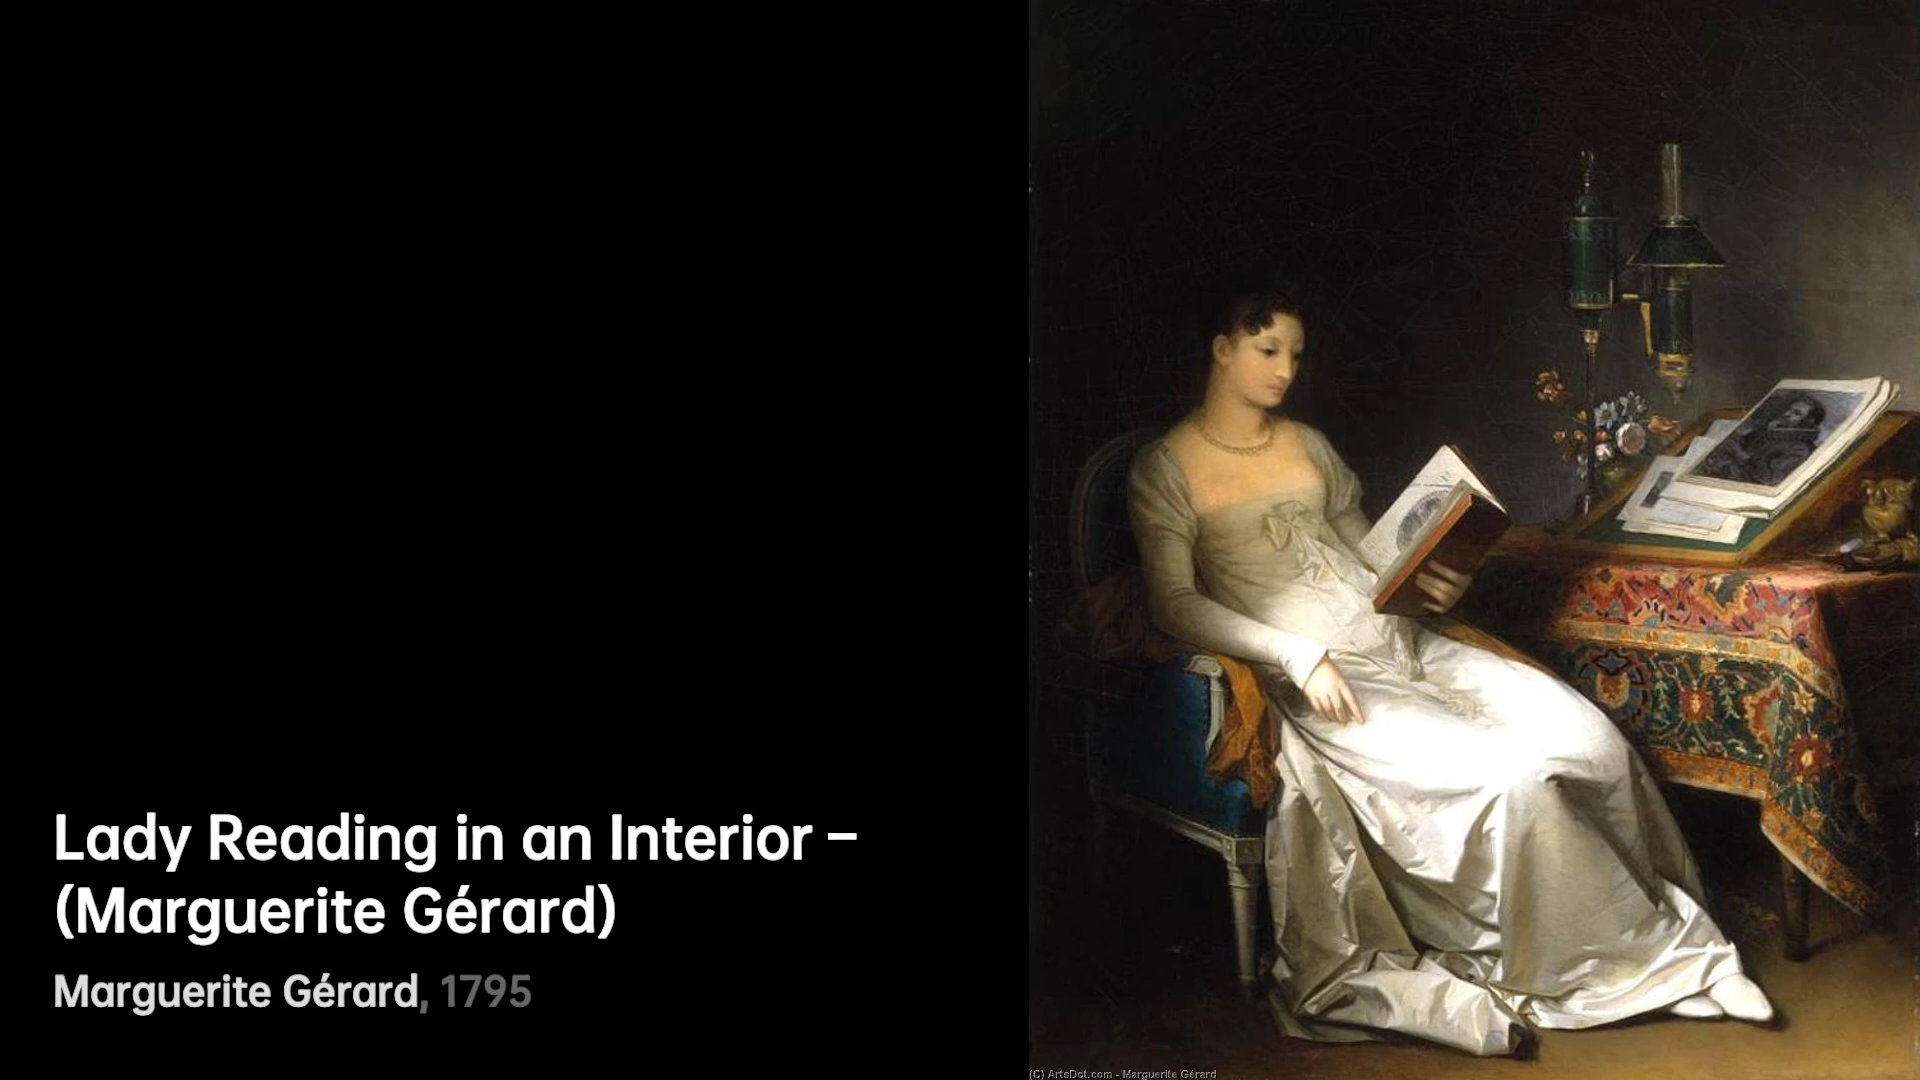 Lady Reading in an Interior –
(Marguerite Gérard)
Marguerite Gérard, 1795
(C) ArtsDot.com - Marguerite Gérard